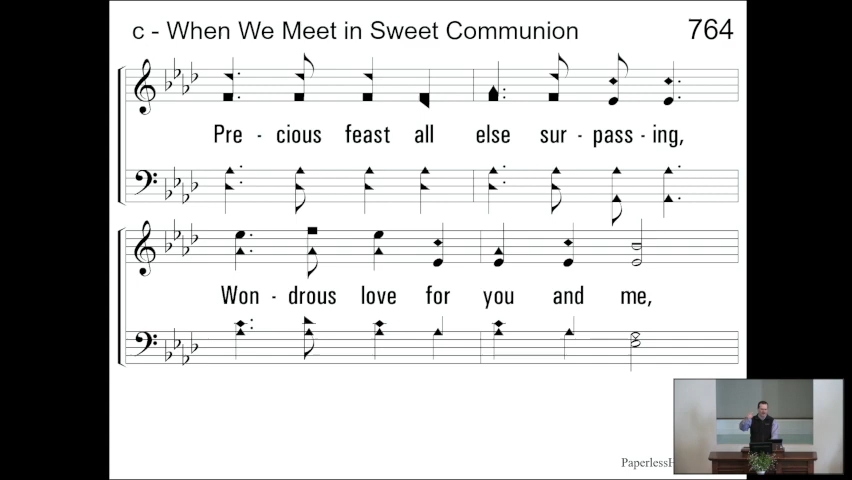 c - When We Meet in Sweet Communion 764
Pre - cious feast all else sur - pass - ing,
Won - drous love for you and me,